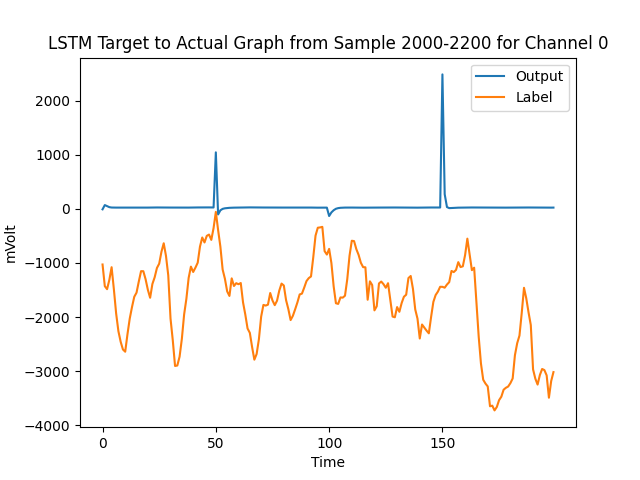 LSTM Target to Actual Graph from Sample 2000-2200 for Channel 0
Output
Label
2000
1000
0
−1000
−2000
−3000
−4000
mVolt
0
50
100
150
Time